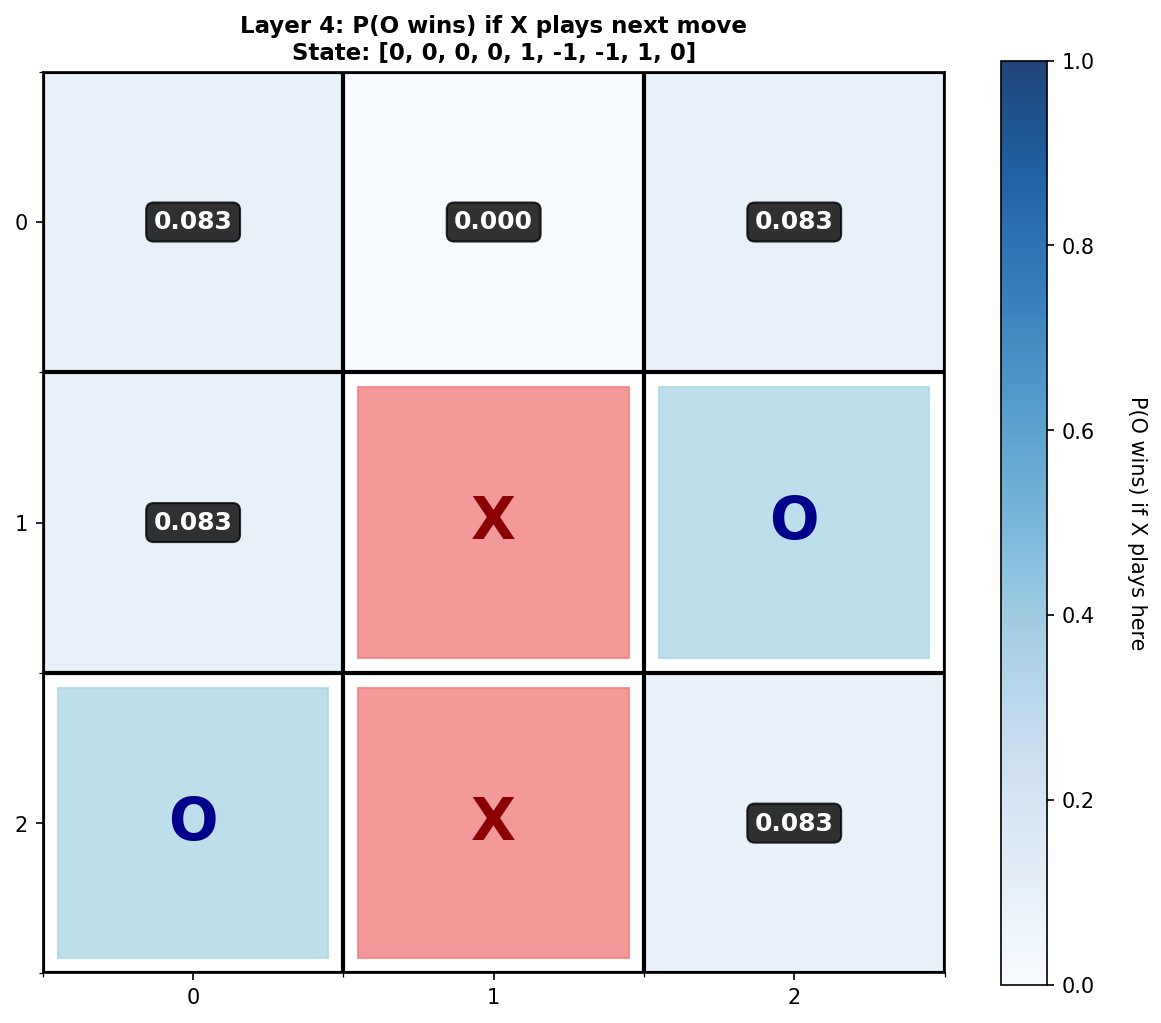 Layer 4: P(O wins) if X plays next move
State: [0, 0, 0, 0, 1, -1, -1, 1, 0]
0.083
0.000
0.083
0.083
X
O
O
X
0.083
0
1
2
0
1
2
1.0
0.8
0.6
0.4
0.2
0.0
P(O wins) if X plays here